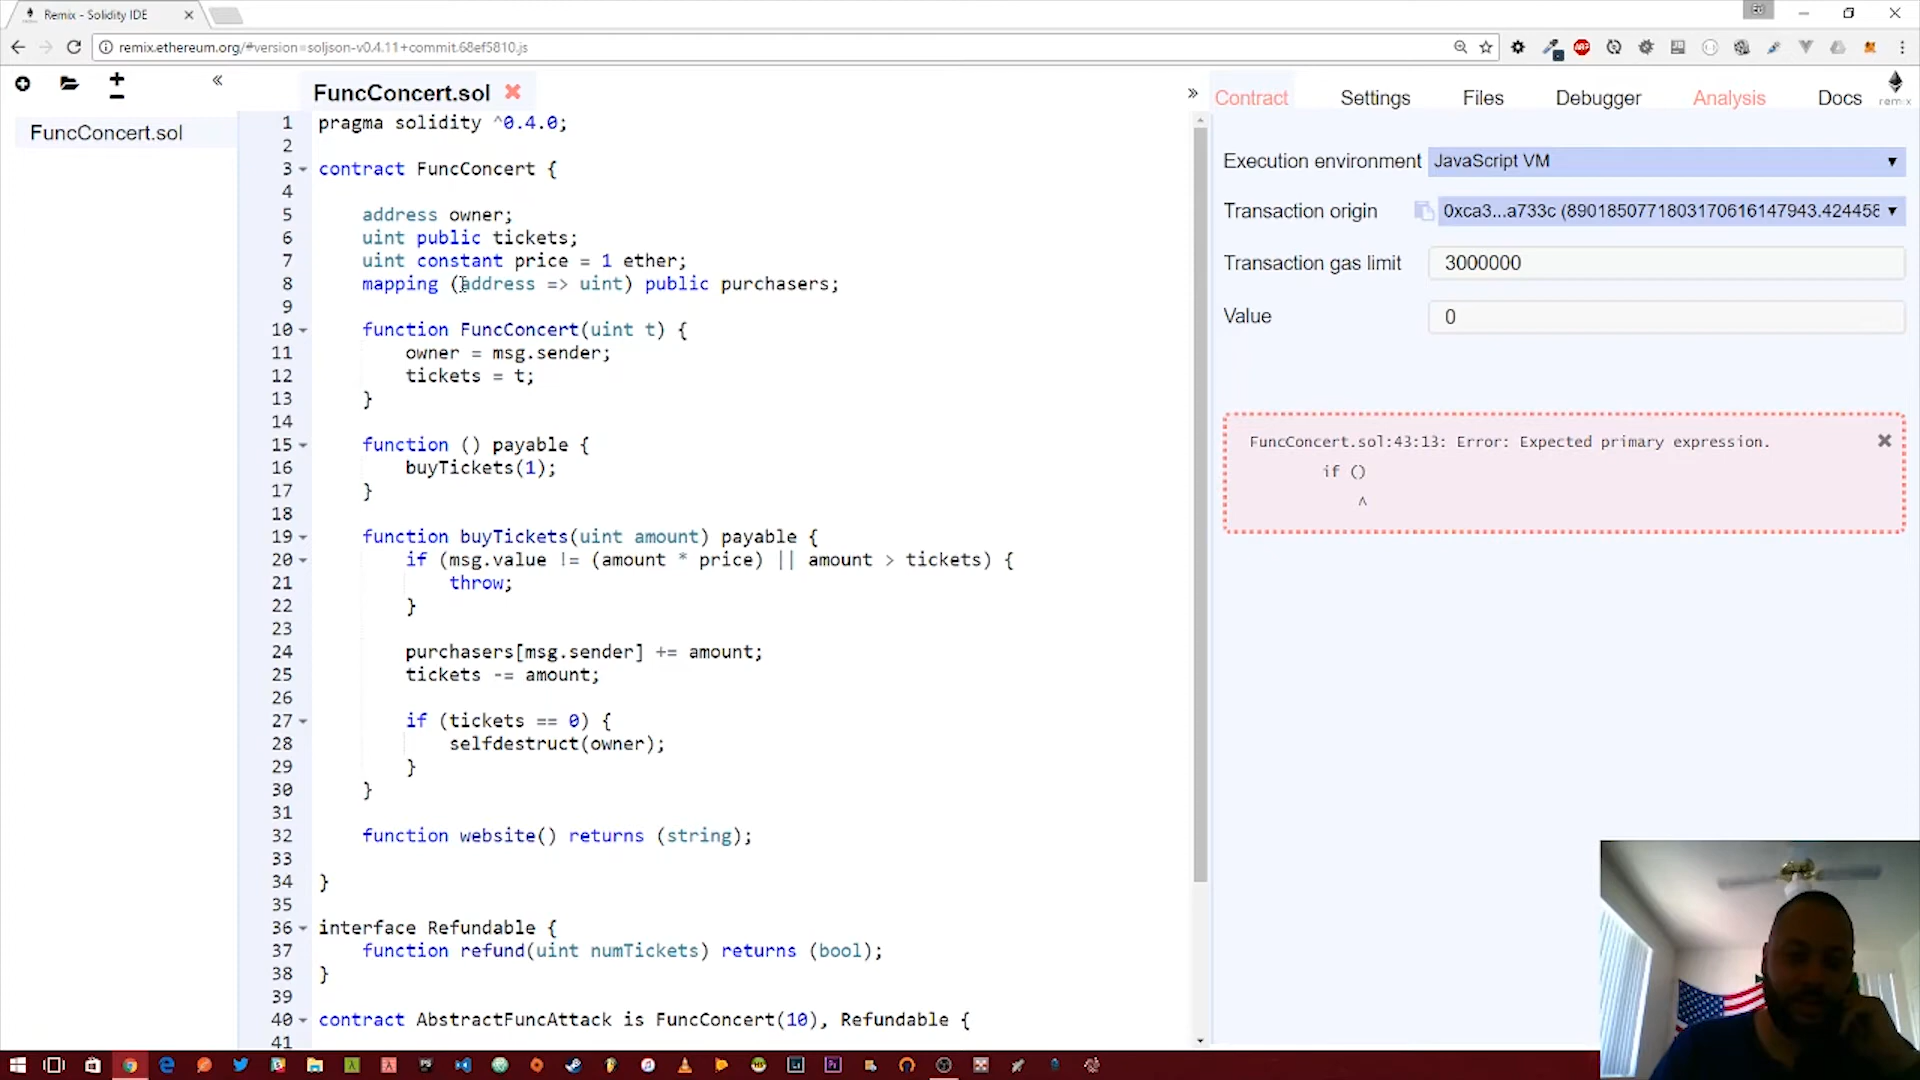 Remix - Solidity IDE
remix.ethereum.org/#version=soljson-v0.4.11+commit.68ef5810.js
FuncConcert.sol
FuncConcert.sol
1 pragma solidity ^0.4.0;
2
3 contract FuncConcert {
4
5 address owner;
6 uint public tickets;
7 uint constant price = 1 ether;
8 mapping (address => uint) public purchasers;
9
10 function FuncConcert(uint t) {
11 owner = msg.sender;
12 tickets = t;
13 }
14
15 function () payable {
16 buyTickets(1);
17 }
18
19 function buyTickets(uint amount) payable {
20 if (msg.value != (amount * price) || amount > tickets) {
21 throw;
22 }
23
24 purchasers[msg.sender] += amount;
25 tickets -= amount;
26
27 if (tickets == 0) {
28 selfdestruct(owner);
29 }
30 }
31
32 function website() returns (string);
33
34 }
35
36 interface Refundable {
37 function refund(uint numTickets) returns (bool);
38 }
39
40 contract AbstractFuncAttack is FuncConcert(10), Refundable {
41
Contract Settings Files Debugger Analysis Docs
remix
Execution environment JavaScript VM
Transaction origin 0xca3...a733c (8901850771803170616147943.424458
Transaction gas limit 3000000
Value 0
FuncConcert.sol:43:13: Error: Expected primary expression.
if ()
^